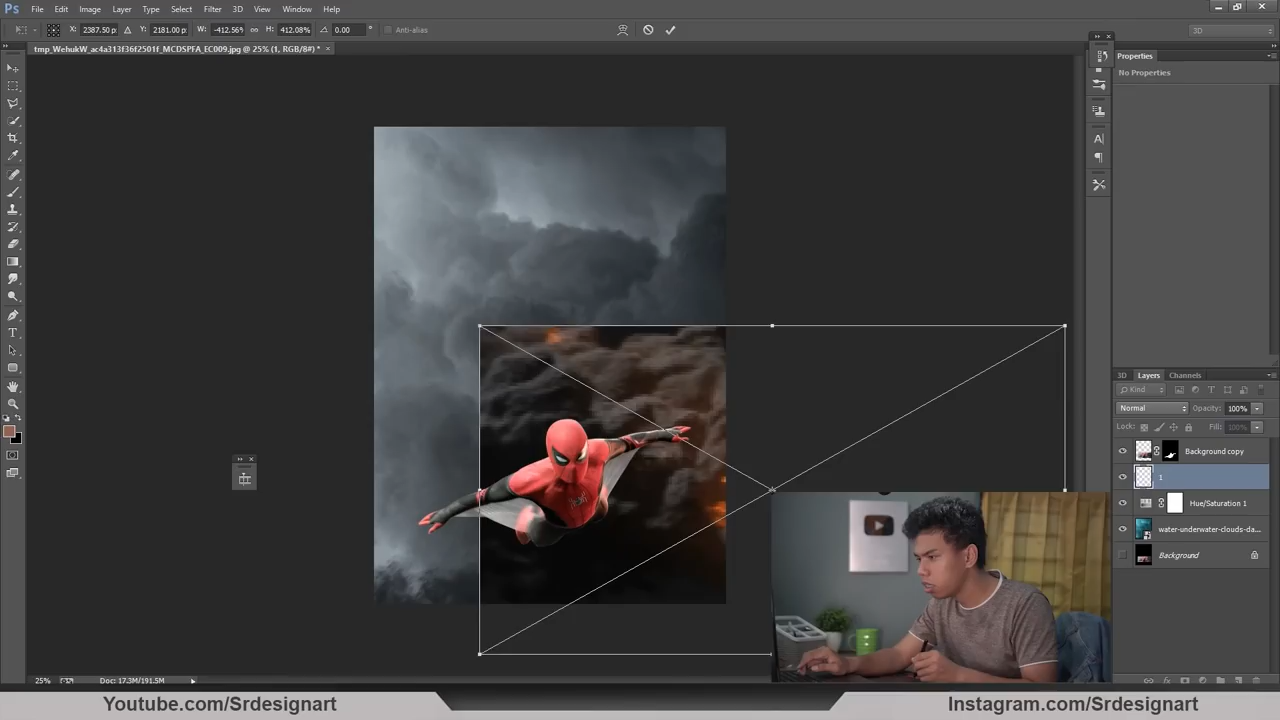 Ps File Edit Image Layer Type Select Filter 3D View Window Help
X: 2387.50 p Y: 2181.00 p W: -412.56% H: 412.08% 0.00 ° Anti-alias 3D
tmp_WehukW_ac4a313f36f2501f_MCDSPFA_EC009.jpg @ 25% (1, RGB/8#) * ×
Properties
No Properties
3D Layers Channels
Kind
Normal Opacity: 100%
Lock: Fill: 100%
Background copy
1
Hue/Saturation 1
water-underwater-clouds-da...
Background
25% Doc: 17.3M/191.5M
Youtube.com/Srdesignart
Instagram.com/Srdesignart